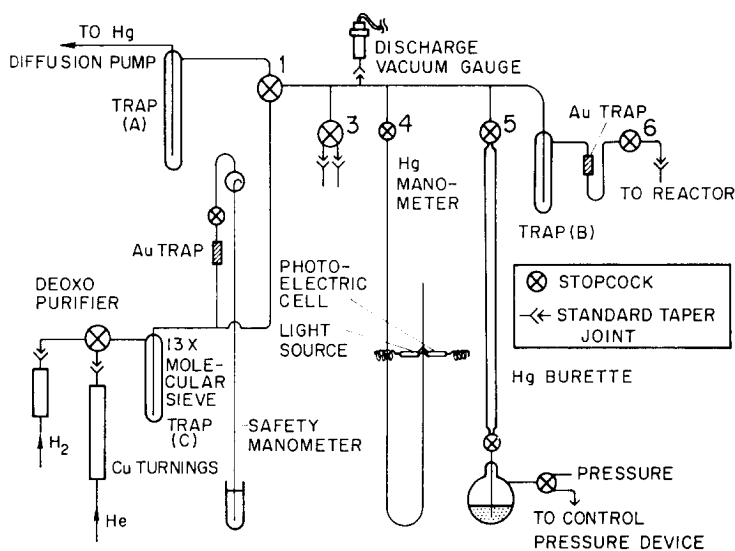 TO Hg
DIFFUSION PUMP
TRAP
(A)
1
DISCHARGE
VACUUM GAUGE
3
4
5
Au TRAP
6
Hg
MANO-
METER
TO REACTOR
TRAP (B)
Au TRAP
PHOTO-
ELECTRIC
CELL
LIGHT
SOURCE
STOPCOCK
STANDARD TAPER
JOINT
DEOXO
PURIFIER
13X
MOLE-
CULAR
SIEVE
TRAP
(C)
Hg BURETTE
SAFETY
MANOMETER
H2
Cu TURNINGS
He
PRESSURE
TO CONTROL
PRESSURE DEVICE